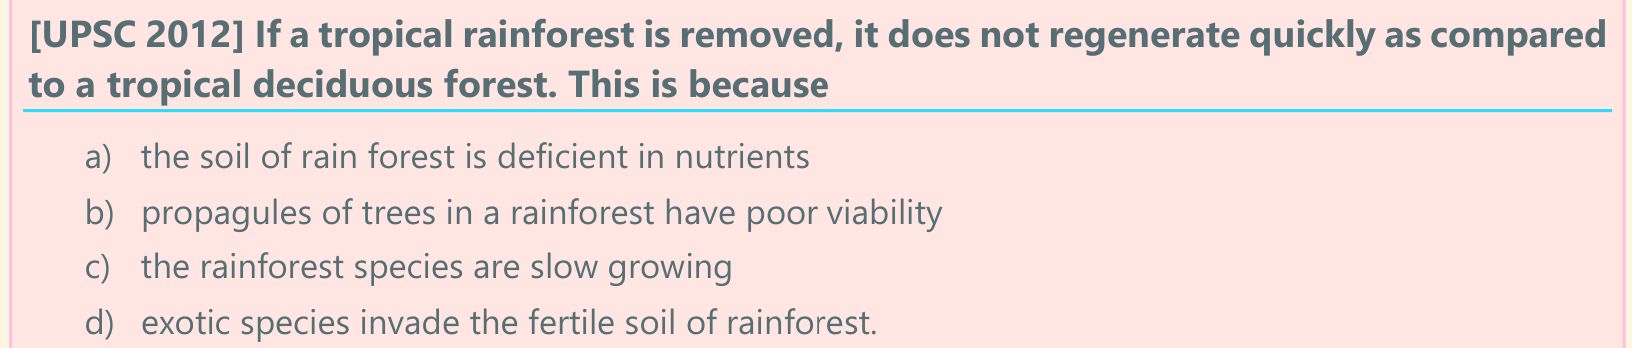 [UPSC 2012] If a tropical rainforest is removed, it does not regenerate quickly as compared
to a tropical deciduous forest. This is because
a) the soil of rain forest is deficient in nutrients
b) propagules of trees in a rainforest have poor viability
c) the rainforest species are slow growing
d) exotic species invade the fertile soil of rainforest.